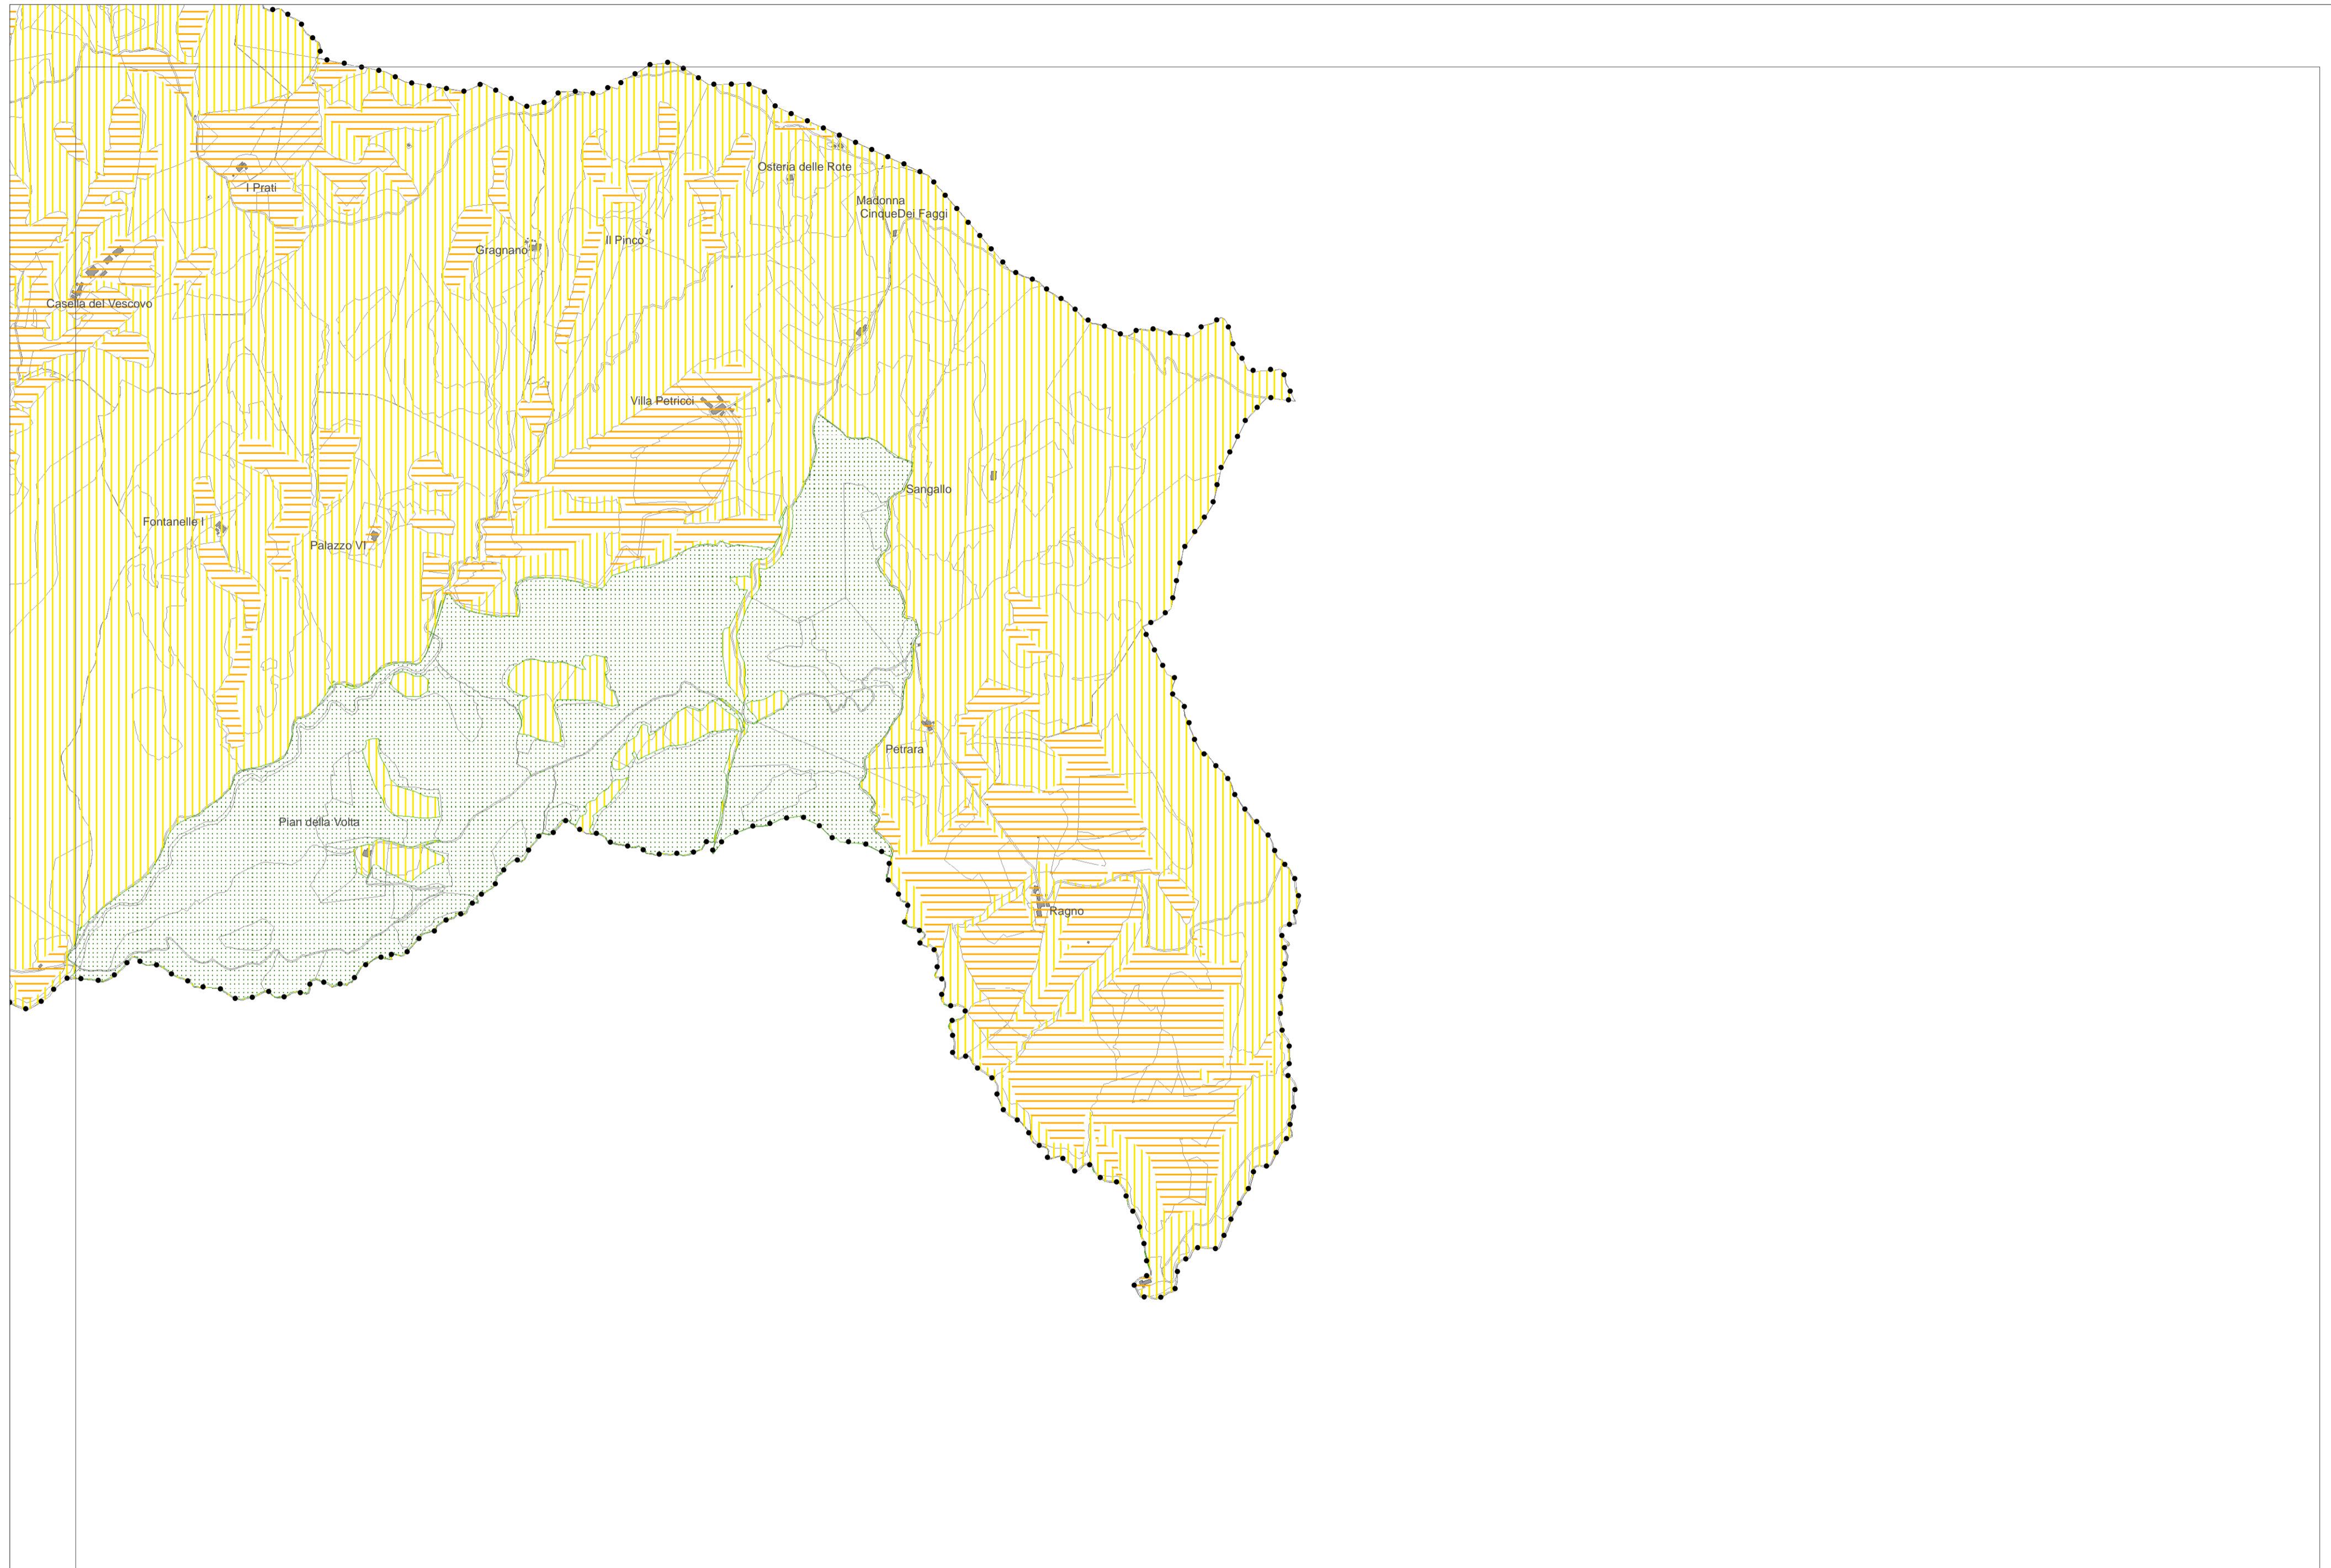 Osteria delle Rote
I Prati
Madonna
CinqueDei Faggi
Il Pinco
Gragnano
Casella del Vescovo
Villa Petricci
Sangallo
Fontanelle I
Palazzo VI
Petrara
Pian della Volta
Ragno